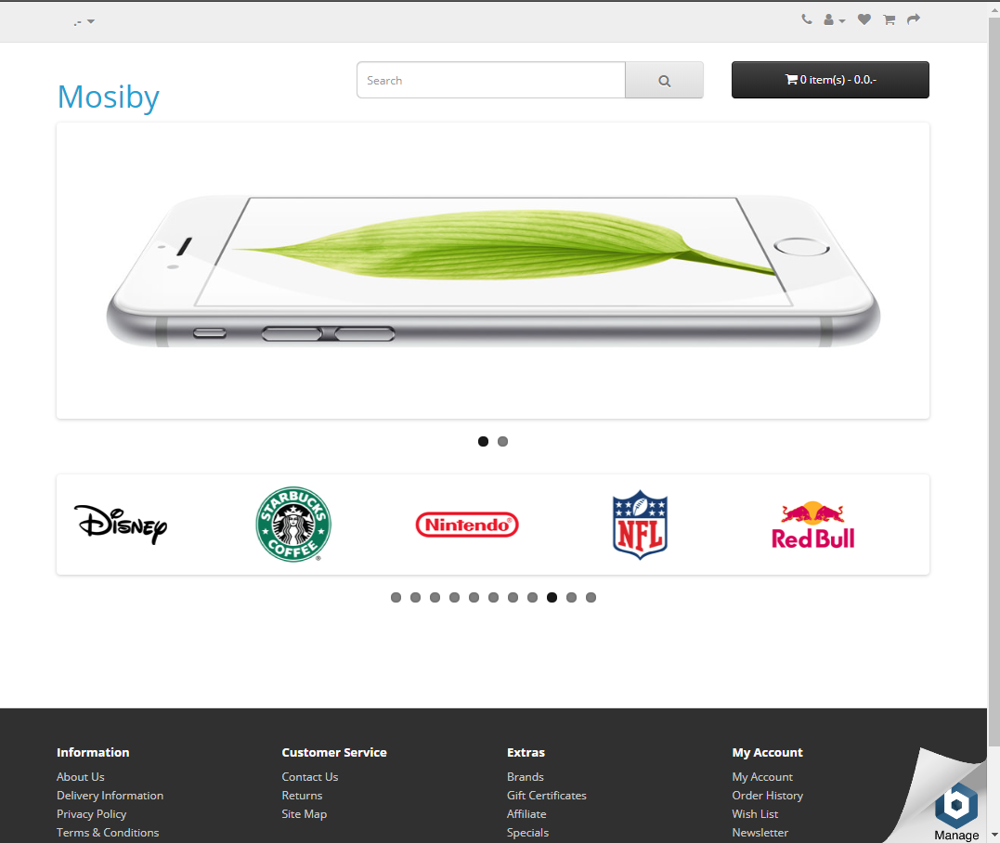 .-
Mosiby
Search
0 item(s) - 0.0.-
Disney
STARBUCKS
COFFEE
Nintendo®
NFL
Red Bull
Information
Customer Service
Extras
My Account
About Us
Contact Us
Brands
My Account
Delivery Information
Returns
Gift Certificates
Order History
Privacy Policy
Site Map
Affiliate
Wish List
Terms & Conditions
Specials
Newsletter
b
Manage